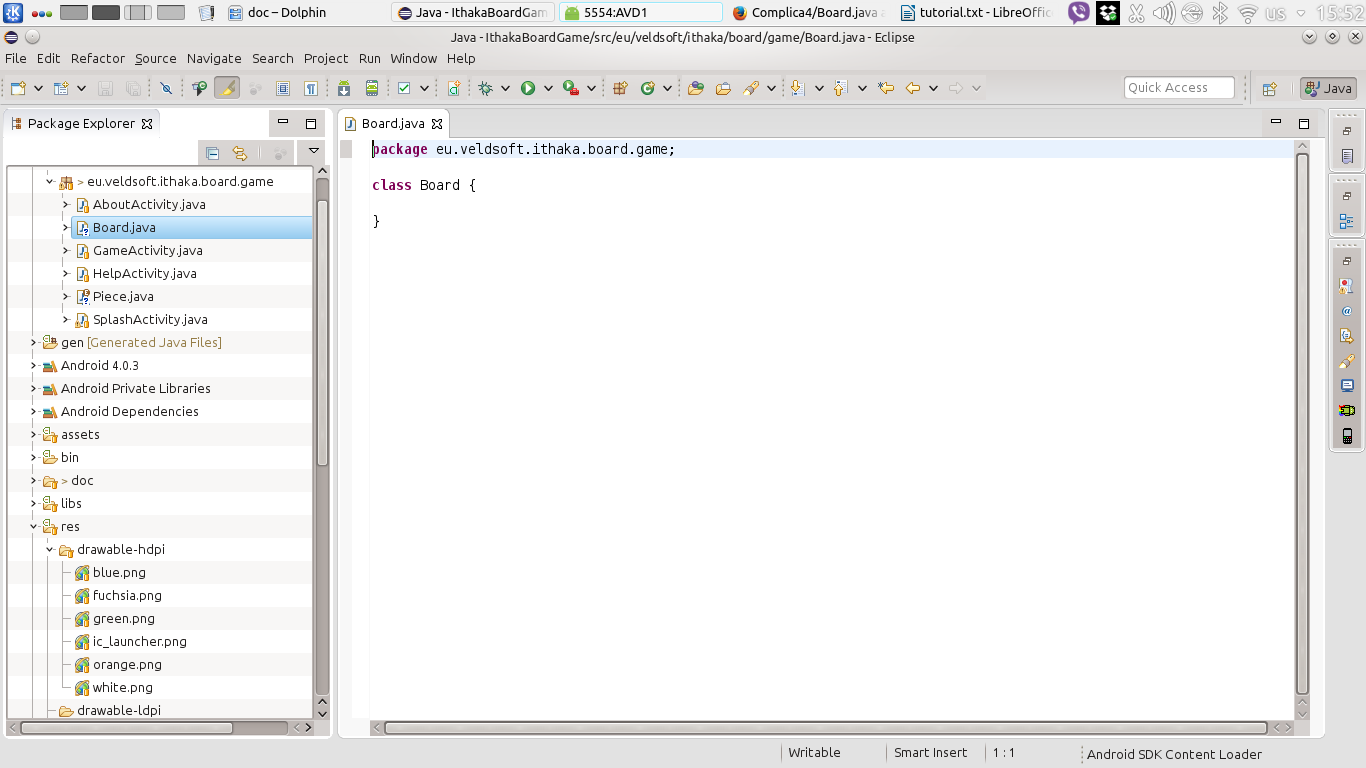 doc – Dolphin
Java - IthakaBoardGam
5554:AVD1
Complica4/Board.java a
tutorial.txt - LibreOffic
us
15:52
Java - IthakaBoardGame/src/eu/veldsoft/ithaka/board/game/Board.java - Eclipse
File Edit Refactor Source Navigate Search Project Run Window Help
Quick Access
Java
Package Explorer
Board.java
> eu.veldsoft.ithaka.board.game
AboutActivity.java
Board.java
GameActivity.java
HelpActivity.java
Piece.java
SplashActivity.java
gen [Generated Java Files]
Android 4.0.3
Android Private Libraries
Android Dependencies
assets
bin
> doc
libs
res
drawable-hdpi
blue.png
fuchsia.png
green.png
ic_launcher.png
orange.png
white.png
drawable-ldpi
package eu.veldsoft.ithaka.board.game;
class Board {
}
Writable
Smart Insert
1 : 1
Android SDK Content Loader